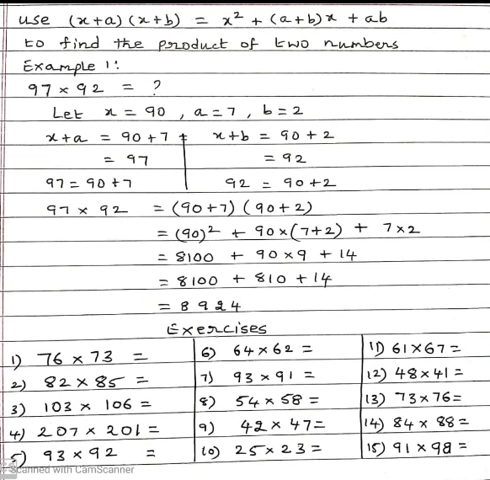 use (x+a)(x+b) = x² + (a+b)x + ab
to find the product of two numbers
Example 1:
97 × 92 = ?
Let x = 90 , a = 7 , b = 2
x+a = 90+7 x+b = 90+2
= 97 = 92
97 = 90+7 92 = 90+2
97 × 92 = (90+7)(90+2)
= (90)² + 90×(7+2) + 7×2
= 8100 + 90×9 + 14
= 8100 + 810 + 14
= 8924
Exercises
1) 76 × 73 = 6) 64×62 = 11) 61×67=
2) 82 × 85 = 7) 93×91 = 12) 48×41=
3) 103 × 106 = 8) 54×58 = 13) 73×76=
4) 207 × 201 = 9) 42×47= 14) 84×88=
5) 93×92 = 10) 25×23= 15) 91×98=
Scanned with CamScanner